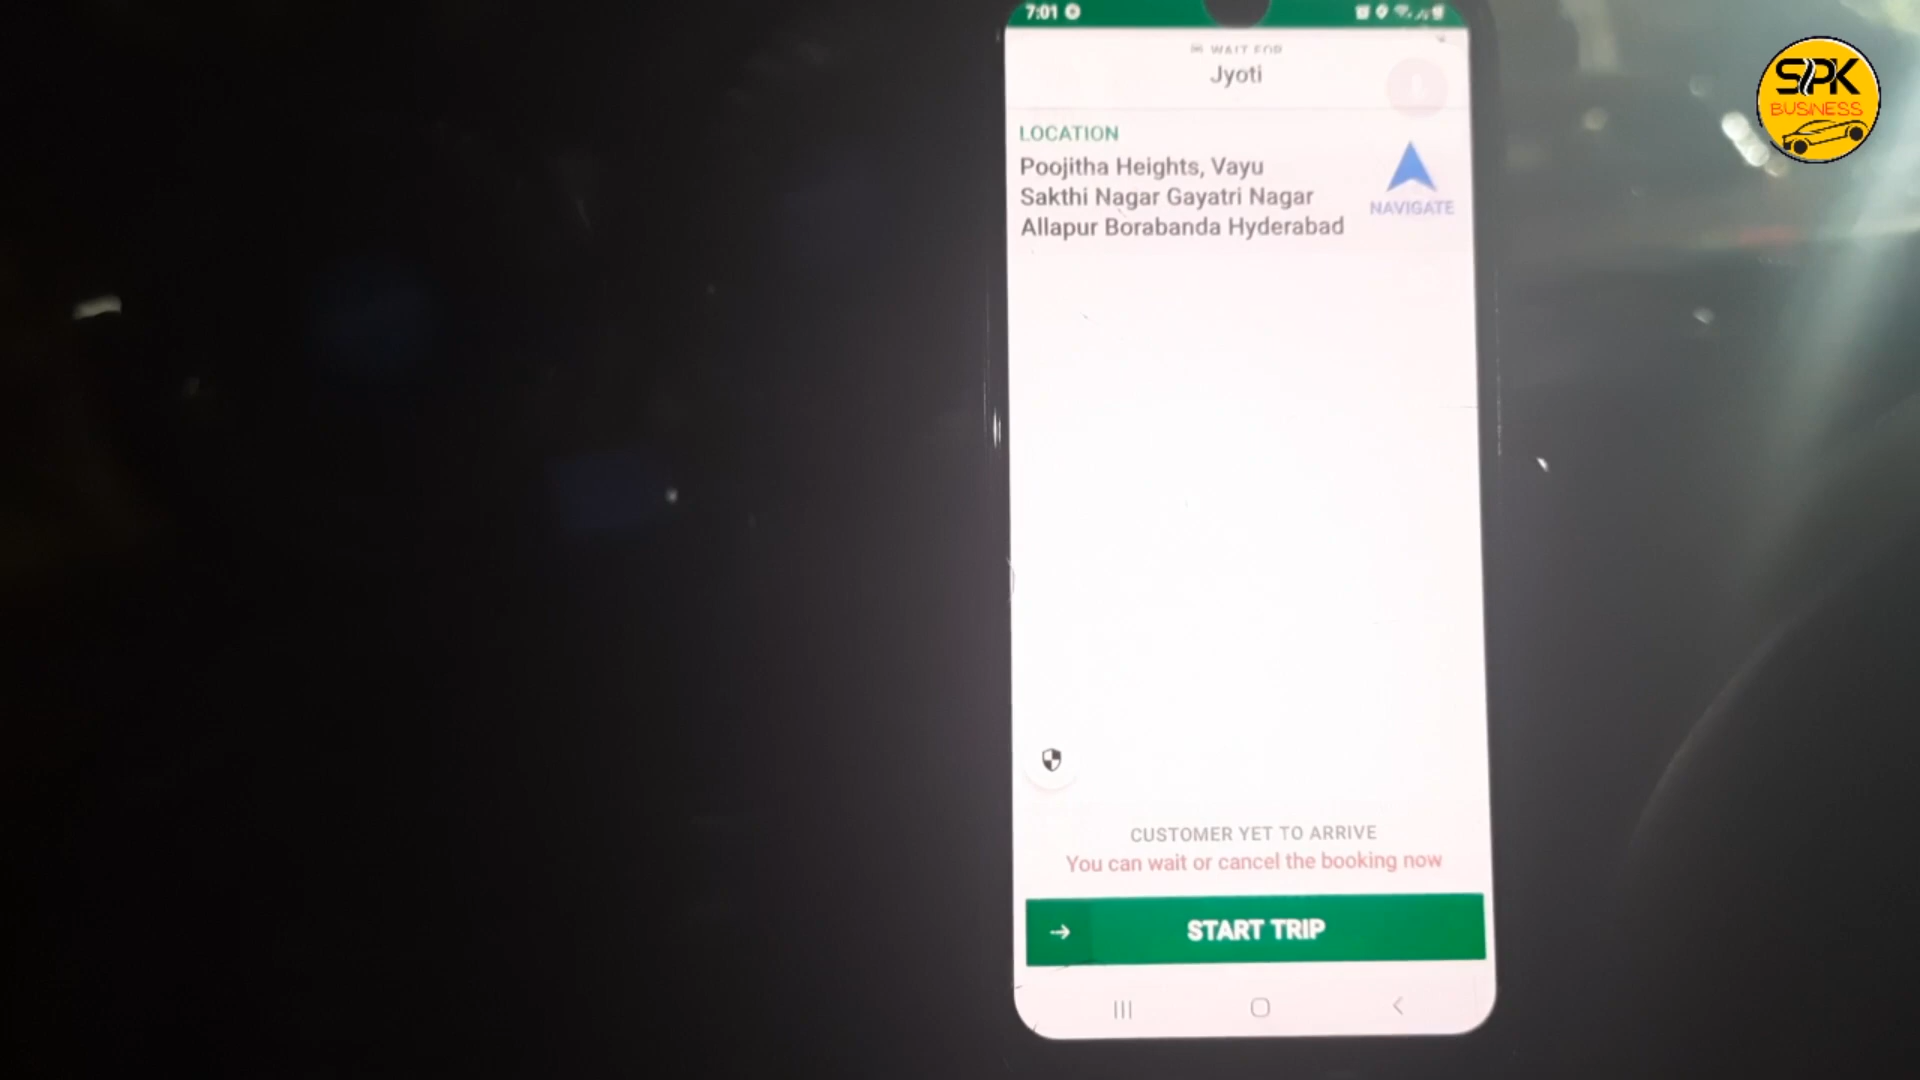 7:01
WAIT FOR
Jyoti
LOCATION
Poojitha Heights, Vayu
Sakthi Nagar Gayatri Nagar
Allapur Borabanda Hyderabad
NAVIGATE
CUSTOMER YET TO ARRIVE
You can wait or cancel the booking now
START TRIP
SPK
BUSINESS